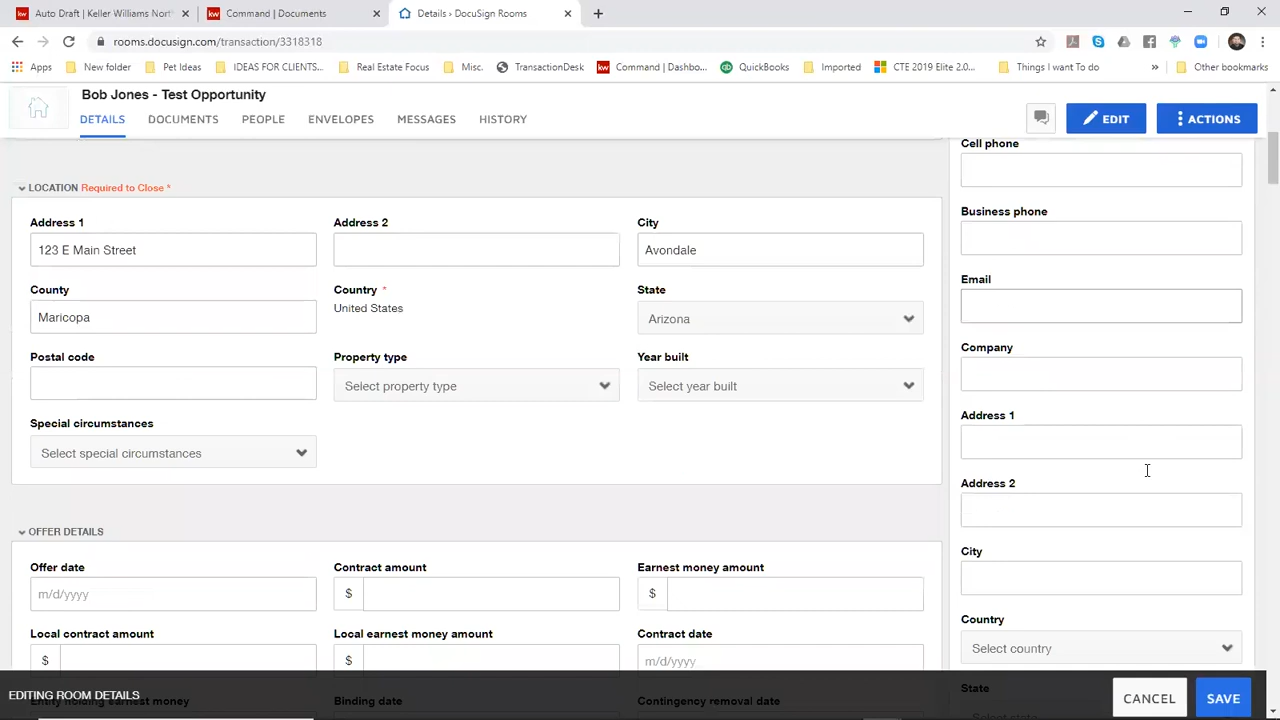 Auto Draft | Keller Williams Nort
Command | Documents
Details › DocuSign Rooms
rooms.docusign.com/transaction/3318318
Apps
New folder
Pet Ideas
IDEAS FOR CLIENTS...
Real Estate Focus
Misc.
TransactionDesk
Command | Dashbo...
QuickBooks
Imported
CTE 2019 Elite 2.0...
Things I want To do
»
Other bookmarks
Bob Jones - Test Opportunity
DETAILS
DOCUMENTS
PEOPLE
ENVELOPES
MESSAGES
HISTORY
EDIT
ACTIONS
LOCATION Required to Close *
Address 1
Address 2
City
123 E Main Street
Avondale
County
Country *
State
Maricopa
United States
Arizona
Postal code
Property type
Year built
Select property type
Select year built
Special circumstances
Select special circumstances
OFFER DETAILS
Offer date
Contract amount
Earnest money amount
m/d/yyyy
$
$
Local contract amount
Local earnest money amount
Contract date
$
$
m/d/yyyy
Entity holding earnest money
Binding date
Contingency removal date
Cell phone
Business phone
Email
Company
Address 1
Address 2
City
Country
Select country
State
Select state
EDITING ROOM DETAILS
CANCEL
SAVE